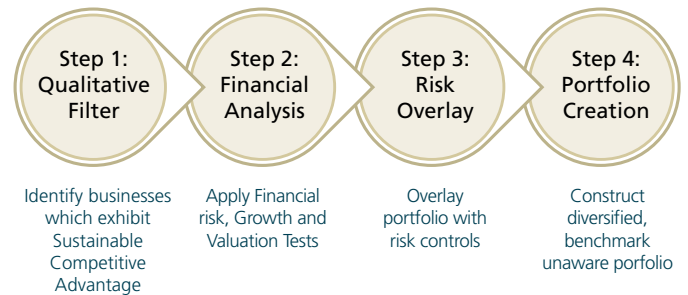 Step 1:
Qualitative
Filter
Identify businesses
which exhibit
Sustainable
Competitive
Advantage
Step 2:
Financial
Analysis
Apply Financial
risk, Growth and
Valuation Tests
Step 3:
Risk
Overlay
Overlay
portfolio with
risk controls
Step 4:
Portfolio
Creation
Construct
diversified,
benchmark
unaware porfolio